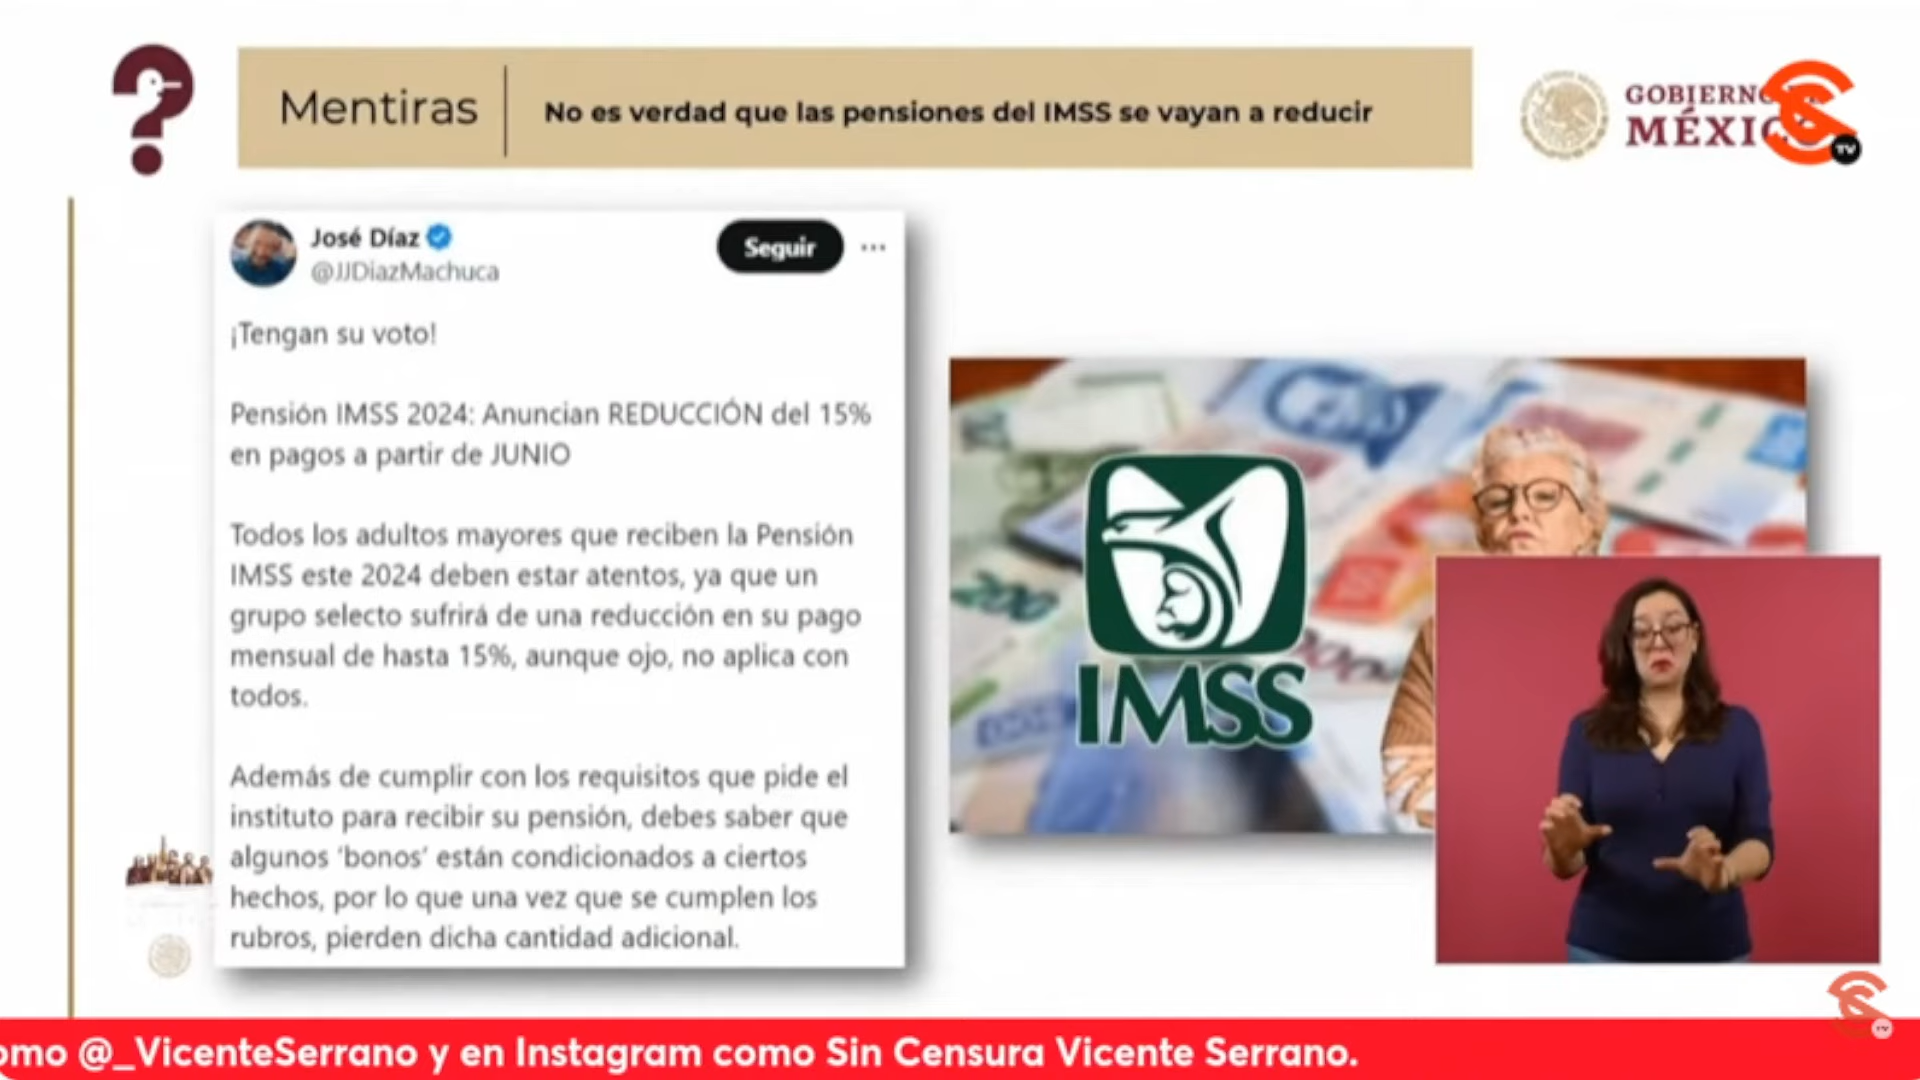 Mentiras
No es verdad que las pensiones del IMSS se vayan a reducir
GOBIERNO
MÉXICO
TV
José Díaz
@JJDiazMachuca
Seguir
¡Tengan su voto!
Pensión IMSS 2024: Anuncian REDUCCIÓN del 15%
en pagos a partir de JUNIO
Todos los adultos mayores que reciben la Pensión
IMSS este 2024 deben estar atentos, ya que un
grupo selecto sufrirá de una reducción en su pago
mensual de hasta 15%, aunque ojo, no aplica con
todos.
Además de cumplir con los requisitos que pide el
instituto para recibir su pensión, debes saber que
algunos ‘bonos’ están condicionados a ciertos
hechos, por lo que una vez que se cumplen los
rubros, pierden dicha cantidad adicional.
200
IMSS
TV
omo @_VicenteSerrano y en Instagram como Sin Censura Vicente Serrano.